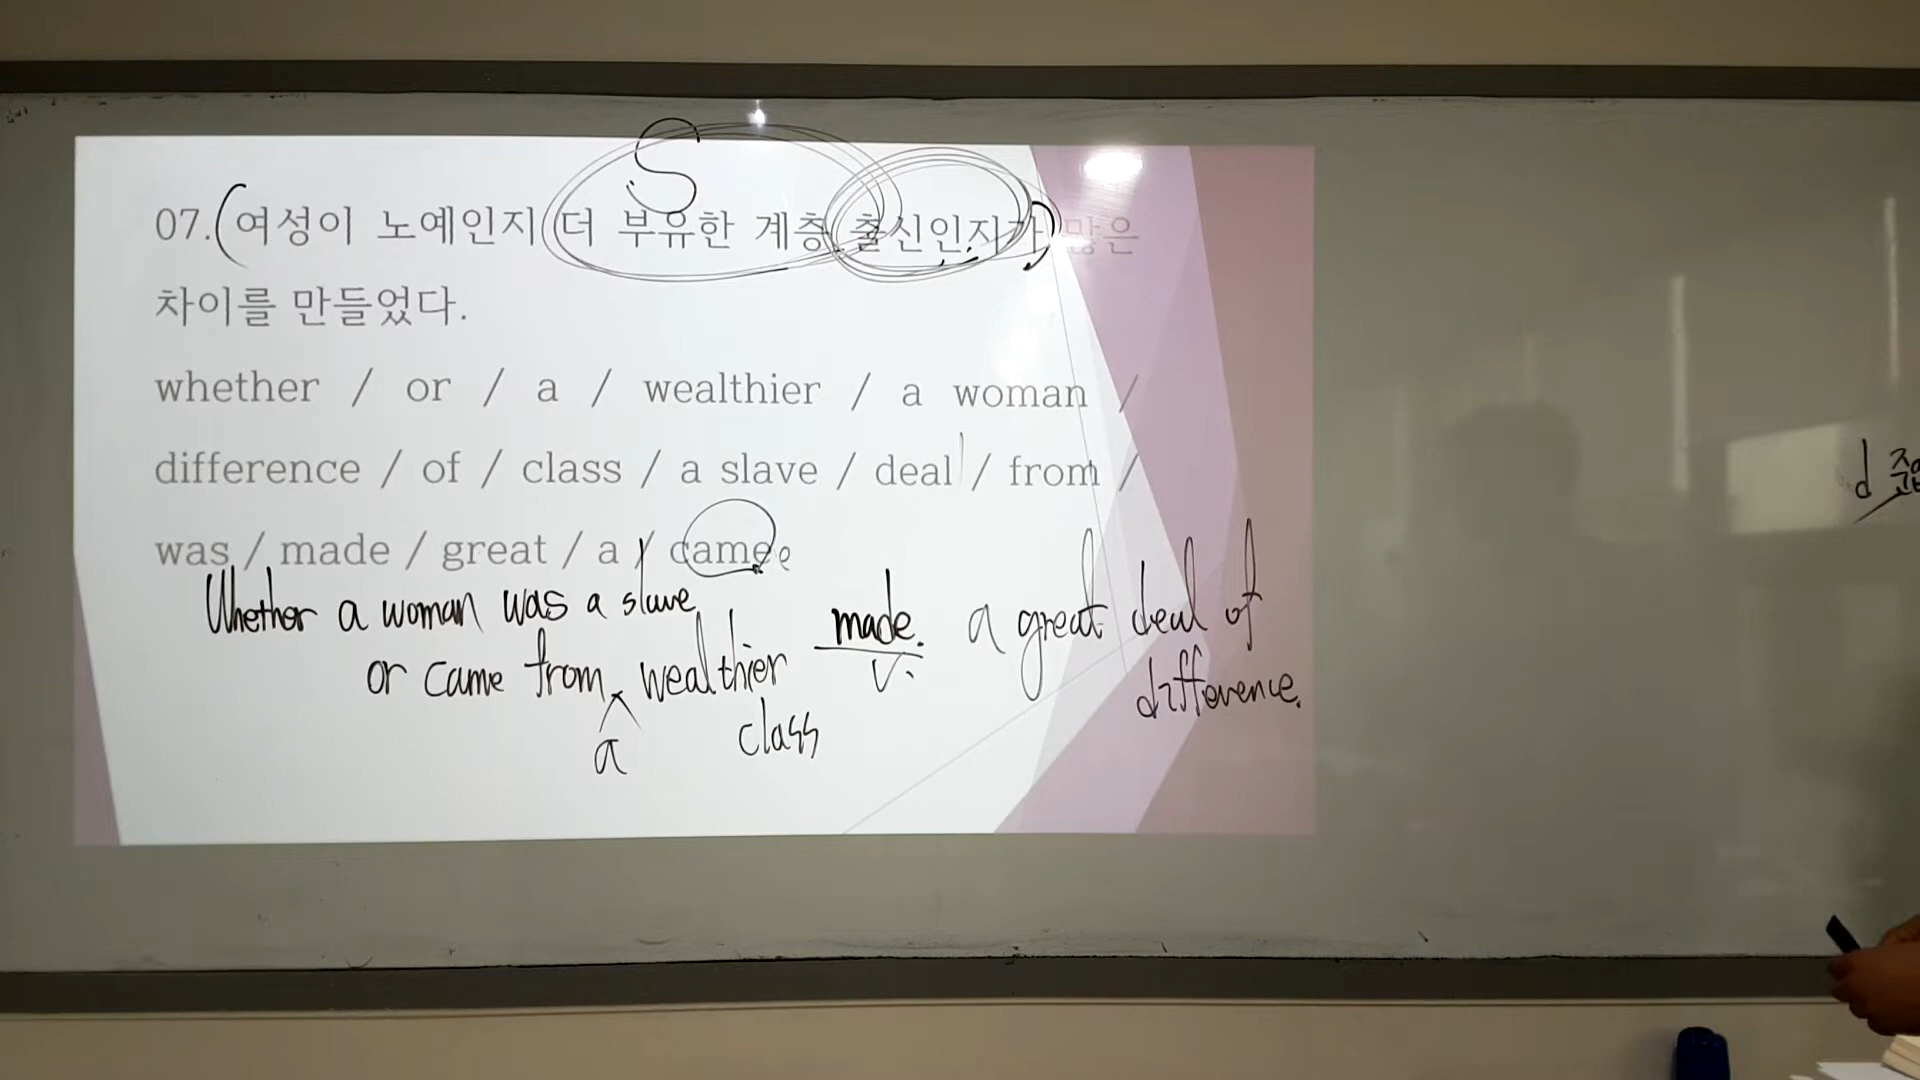 07. (여성이 노예인지 더 부유한 계층 출신인지가) 많은
차이를 만들었다.
S
whether / or / a / wealthier / a woman /
difference / of / class / a slave / deal / from /
was / made / great / a / came
Whether a woman was a slave
or came from wealthier
a
class
made.
V.
a great deal of
difference.
d